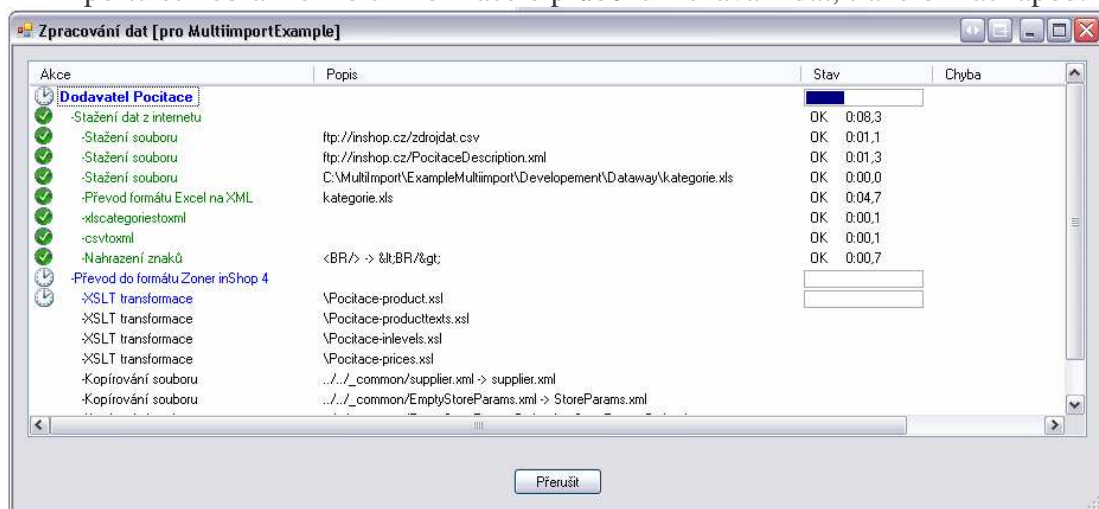 Zpracování dat [pro MultiimportExample]
Akce Popis Stav Chyba
Dodavatel Pocitace
-Stažení dat z internetu OK 0:08,3
-Stažení souboru ftp://inshop.cz/zdrojdat.csv OK 0:01,1
-Stažení souboru ftp://inshop.cz/PocitaceDescription.xml OK 0:01,3
-Stažení souboru C:\MultiImport\ExampleMultiimport\Developement\Dataway\kategorie.xls OK 0:00,0
-Převod formátu Excel na XML kategorie.xls OK 0:04,7
-xlscategoriestoxml OK 0:00,1
-csvtoxml OK 0:00,1
-Nahrazení znaků <BR/> -> &lt;BR/&gt; OK 0:00,7
-Převod do formátu Zoner inShop 4
-XSLT transformace \Pocitace-product.xsl
-XSLT transformace \Pocitace-producttexts.xsl
-XSLT transformace \Pocitace-inlevels.xsl
-XSLT transformace \Pocitace-prices.xsl
-Kopírování souboru ../../_common/supplier.xml -> supplier.xml
-Kopírování souboru ../../_common/EmptyStoreParams.xml -> StoreParams.xml
Přerušit